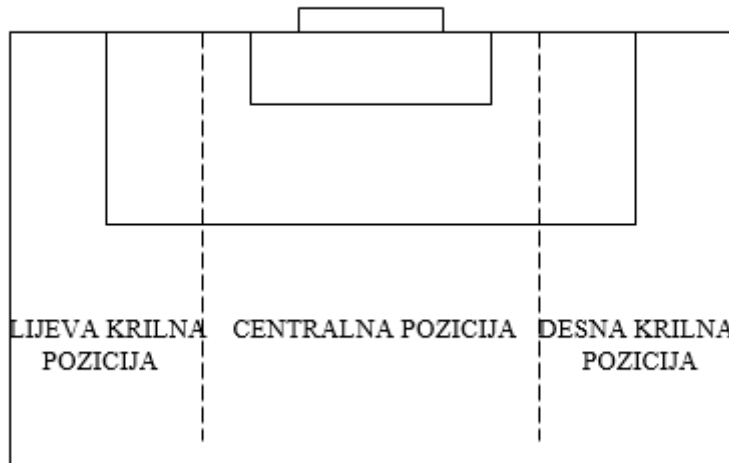 LIJEVA KRILNA
POZICIJA
CENTRALNA POZICIJA
DESNA KRILNA
POZICIJA